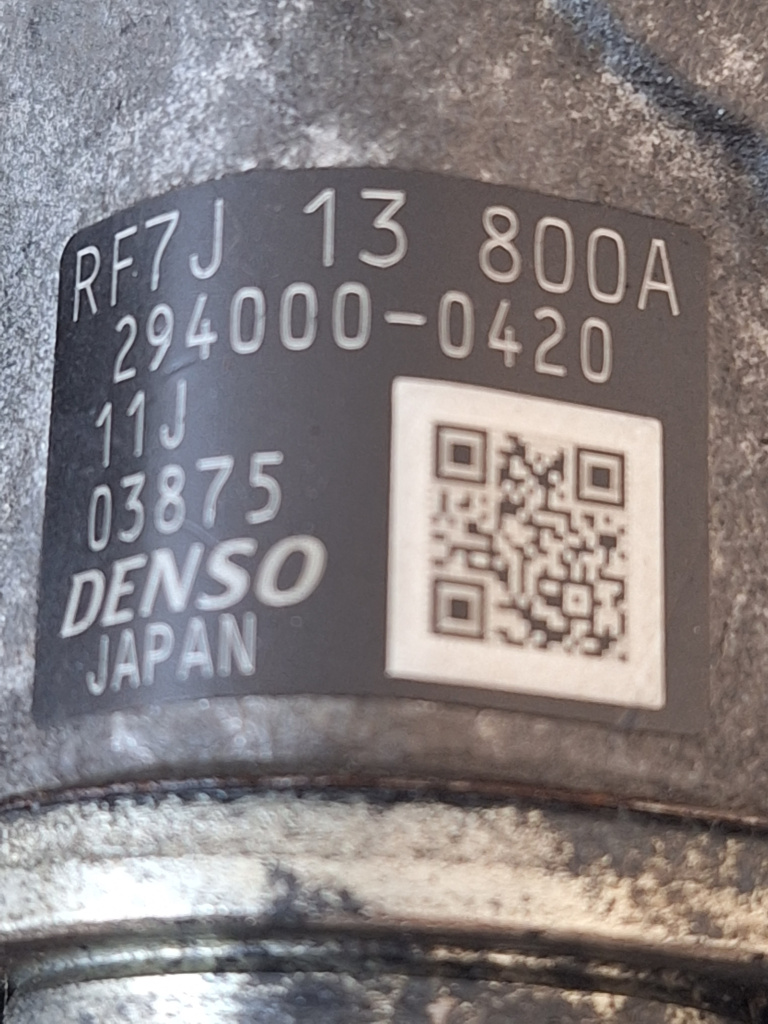 RF7J 13 800A
294000-0420
11J
03875
DENSO
JAPAN